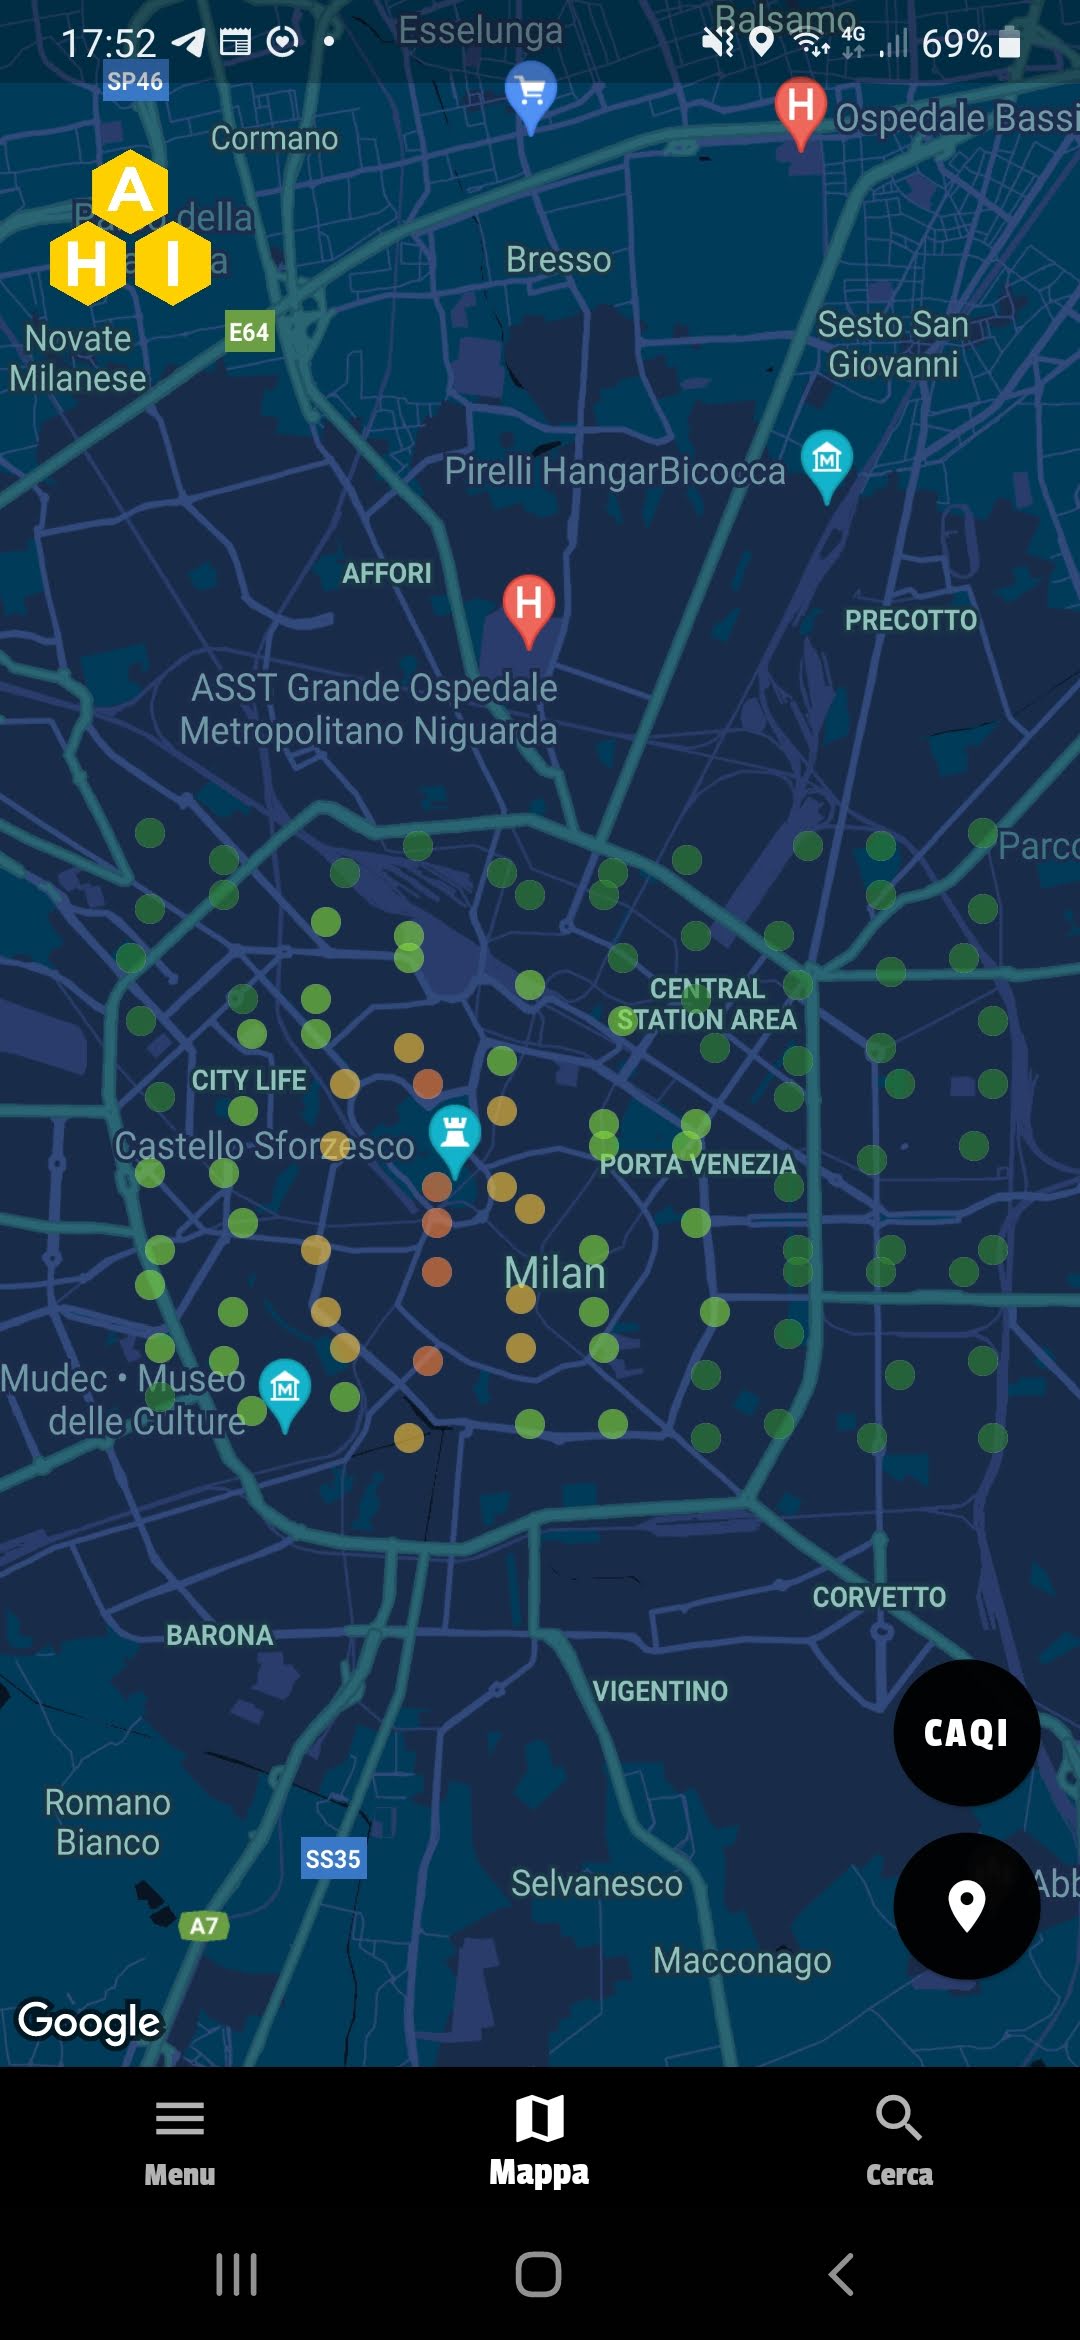 17:52
4G
69%
Esselunga
Balsamo
SP46
Cormano
H
Ospedale Bassi
A
H I
della
Bresso
E64
Novate
Milanese
Sesto San
Giovanni
Pirelli HangarBicocca
M
AFFORI
H
PRECOTTO
ASST Grande Ospedale
Metropolitano Niguarda
Parco
CENTRAL
STATION AREA
CITY LIFE
Castello Sforzesco
PORTA VENEZIA
Milan
Mudec • Museo
delle Culture
M
CORVETTO
BARONA
VIGENTINO
CAQI
Romano
Bianco
SS35
Selvanesco
Abb
A7
Macconago
Google
Menu
Mappa
Cerca